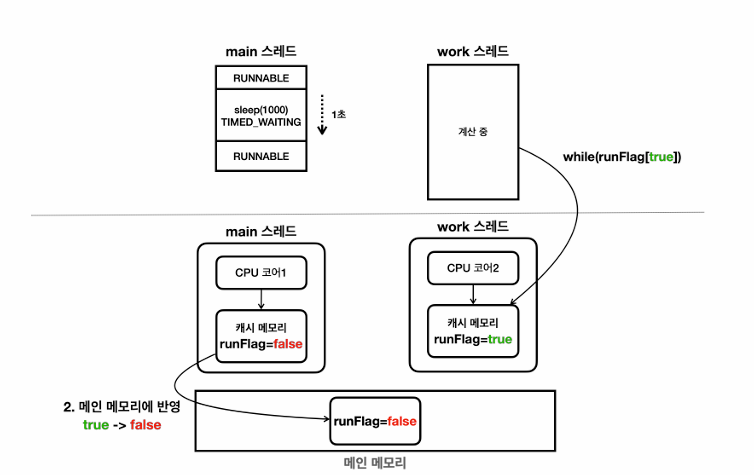 main 스레드
work 스레드
RUNNABLE
sleep(1000)
TIMED_WAITING
1초
RUNNABLE
계산 중
while(runFlag[true])
main 스레드
work 스레드
CPU 코어1
CPU 코어2
캐시 메모리
runFlag=false
캐시 메모리
runFlag=true
2. 메인 메모리에 반영
true -> false
runFlag=false
메인 메모리